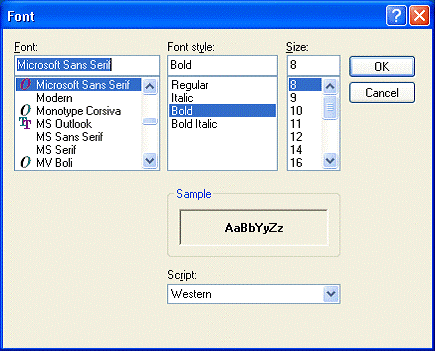 Font
Font: Font style: Size:
Microsoft Sans Serif Bold 8 OK
Microsoft Sans Serif Regular 8
Modern Italic 9 Cancel
Monotype Corsiva Bold 10
MS Outlook Bold Italic 11
MS Sans Serif 12
MS Serif 14
MV Boli 16
Sample
AaBbYyZz
Script:
Western